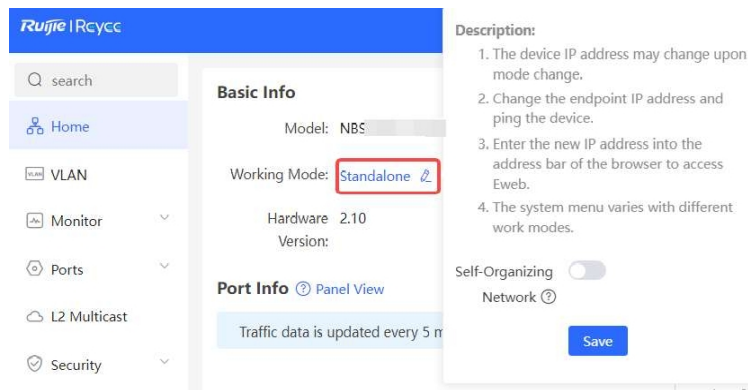 Ruijie | Reyee
search
Home
VLAN
VLAN
Monitor
Ports
L2 Multicast
Security
Basic Info
Model: NBS
Working Mode: Standalone
Hardware 2.10
Version:
Port Info Panel View
Traffic data is updated every 5 m
Description:
1. The device IP address may change upon
mode change.
2. Change the endpoint IP address and
ping the device.
3. Enter the new IP address into the
address bar of the browser to access
Eweb.
4. The system menu varies with different
work modes.
Self-Organizing
Network
Save